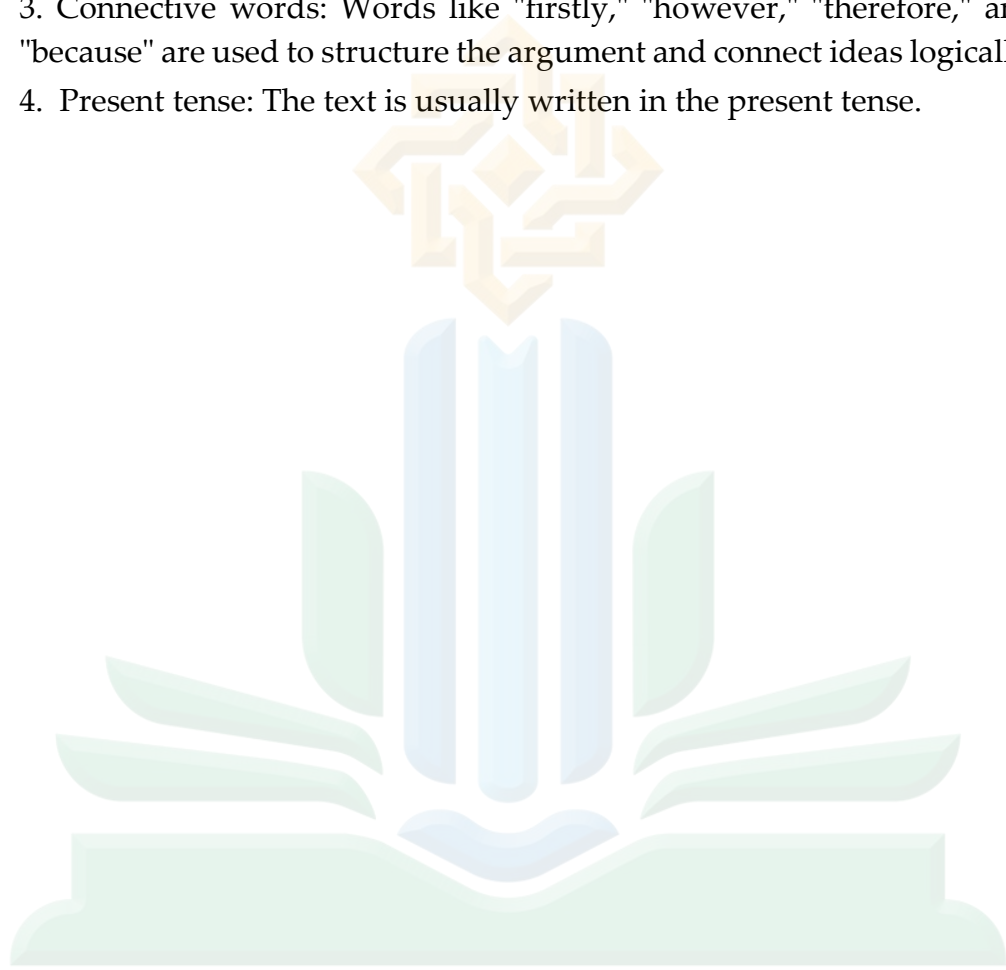 3. Connective words: Words like "firstly," "however," "therefore,"
"because" are used to structure the argument and connect ideas
4. Present tense: The text is usually written in the present tense.